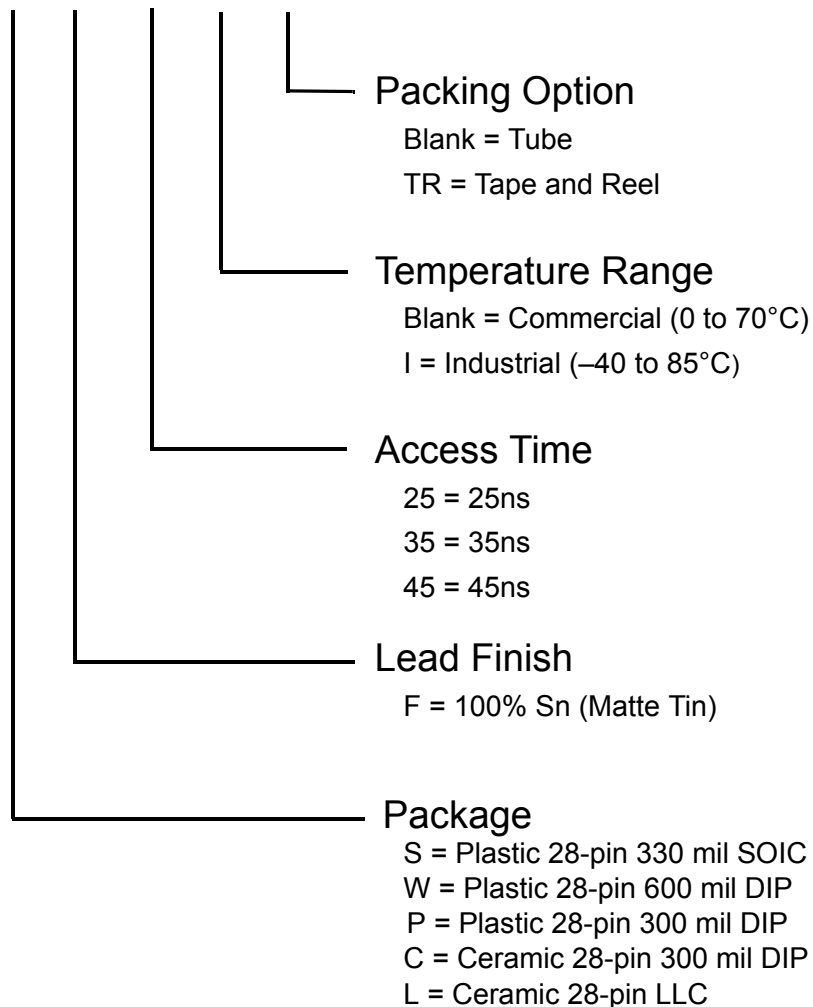 Packing Option
Blank = Tube
TR = Tape and Reel
Temperature Range
Blank = Commercial (0 to 70°C)
I = Industrial (–40 to 85°C)
Access Time
25 = 25ns
35 = 35ns
45 = 45ns
Lead Finish
F = 100% Sn (Matte Tin)
Package
S = Plastic 28-pin 330 mil SOIC
W = Plastic 28-pin 600 mil DIP
P = Plastic 28-pin 300 mil DIP
C = Ceramic 28-pin 300 mil DIP
L = Ceramic 28-pin LLC